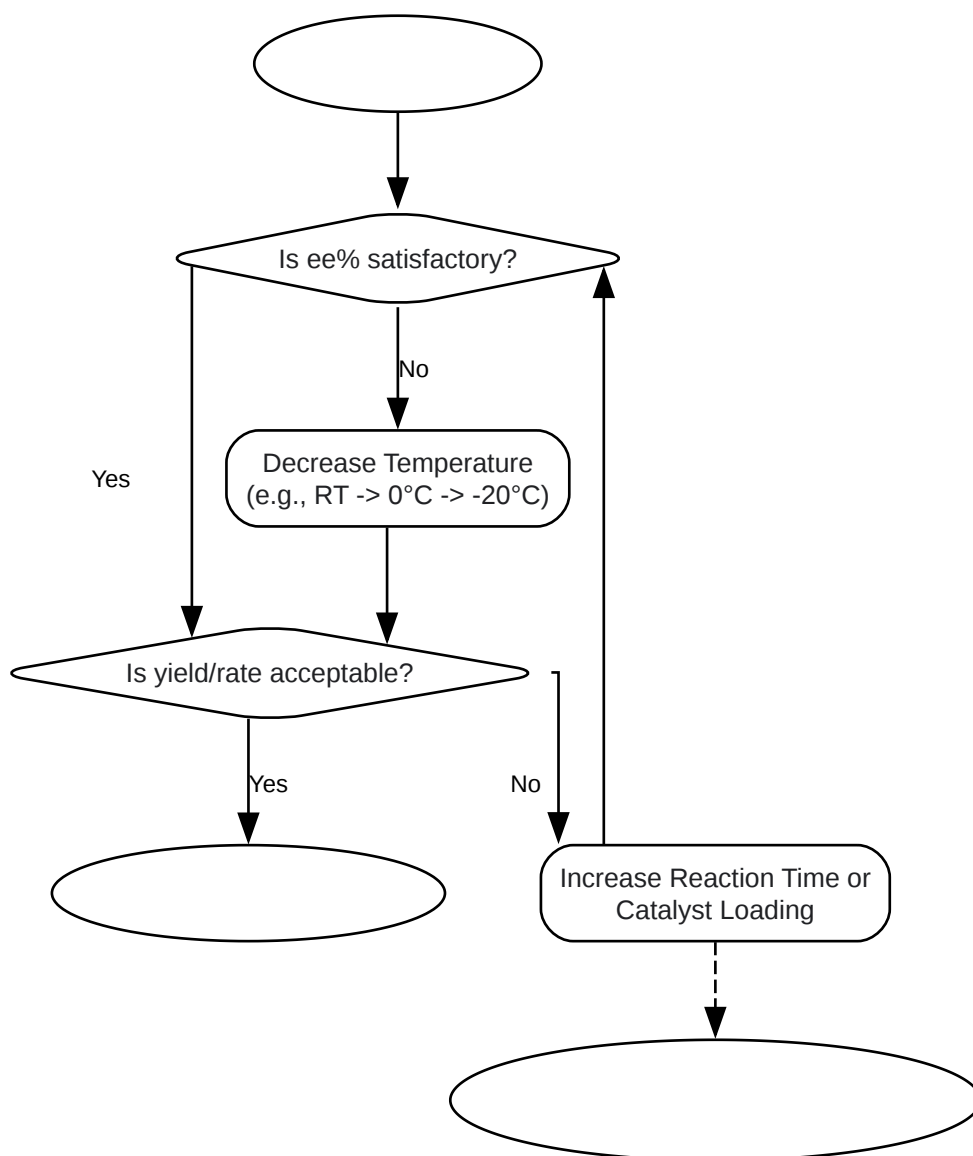 Is ee% satisfactory?
No
Decrease Temperature
(e.g., RT -> 0°C -> -20°C)
Yes
Is yield/rate acceptable?
Yes
No
Increase Reaction Time or
Catalyst Loading